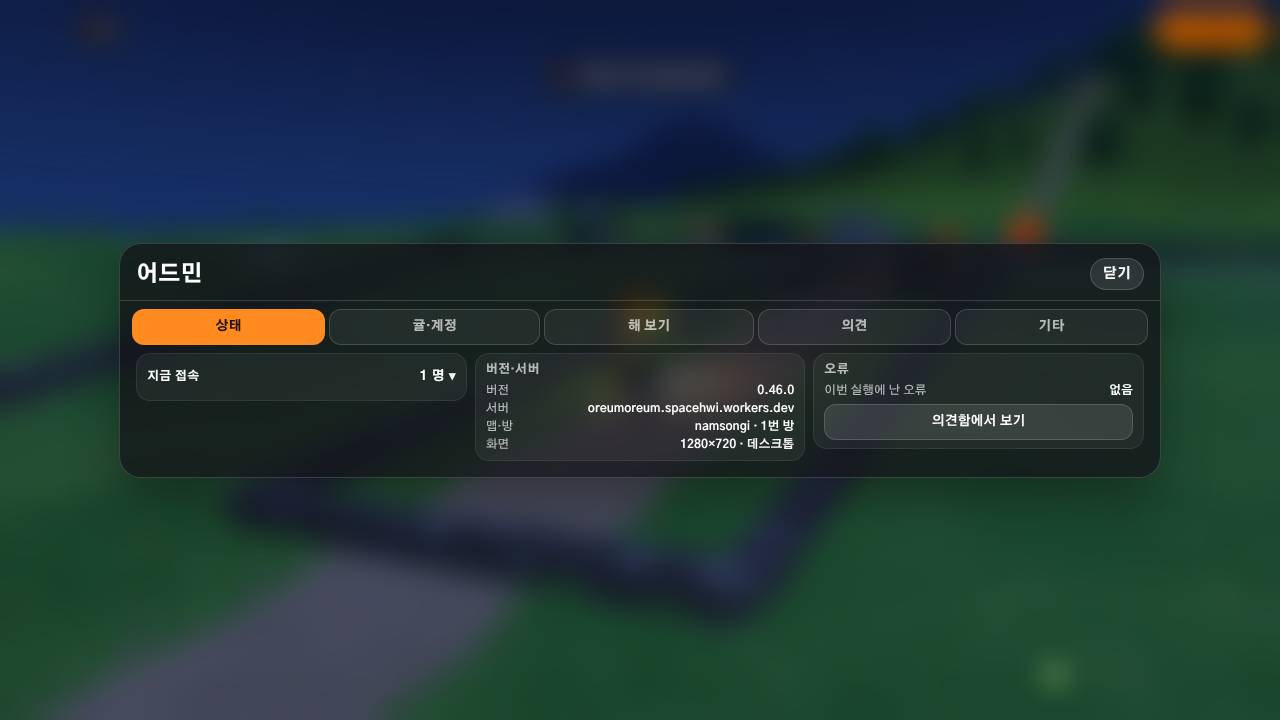 어드민
닫기
상태
귤·계정
해 보기
의견
기타
지금 접속
1 명 ▾
버전·서버
버전 0.46.0
서버 oreumoreum.spacehwi.workers.dev
맵·방 namsongi · 1번 방
화면 1280×720 · 데스크톱
오류
이번 실행에 난 오류 없음
의견함에서 보기